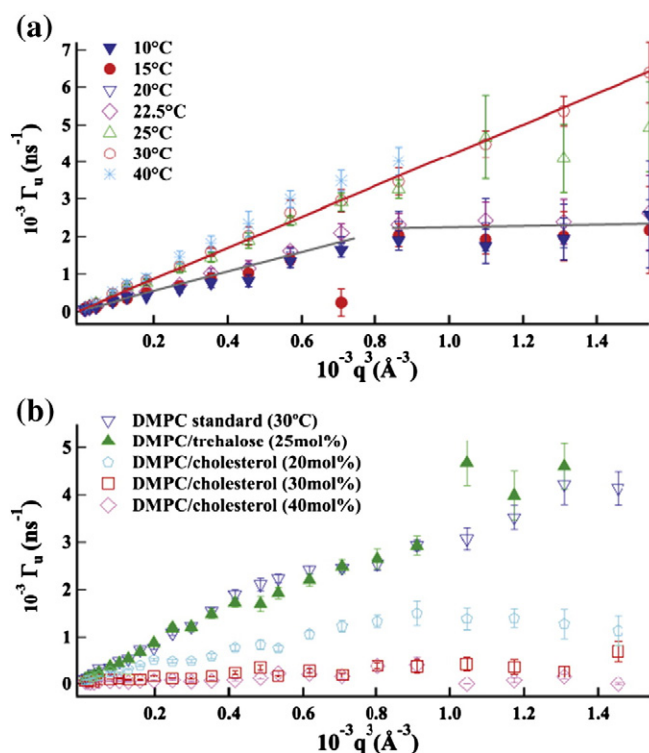 (a)
10°C
15°C
20°C
22.5°C
25°C
30°C
40°C
10⁻³ Γᵤ (ns⁻¹)
7
6
5
4
3
2
1
0
0.2
0.4
0.6
0.8
1.0
1.2
1.4
10⁻³ q³ (Å⁻³)
(b)
DMPC standard (30°C)
DMPC/trehalose (25mol%)
DMPC/cholesterol (20mol%)
DMPC/cholesterol (30mol%)
DMPC/cholesterol (40mol%)
10⁻³ Γᵤ (ns⁻¹)
5
4
3
2
1
0
0.2
0.4
0.6
0.8
1.0
1.2
1.4
10⁻³ q³ (Å⁻³)